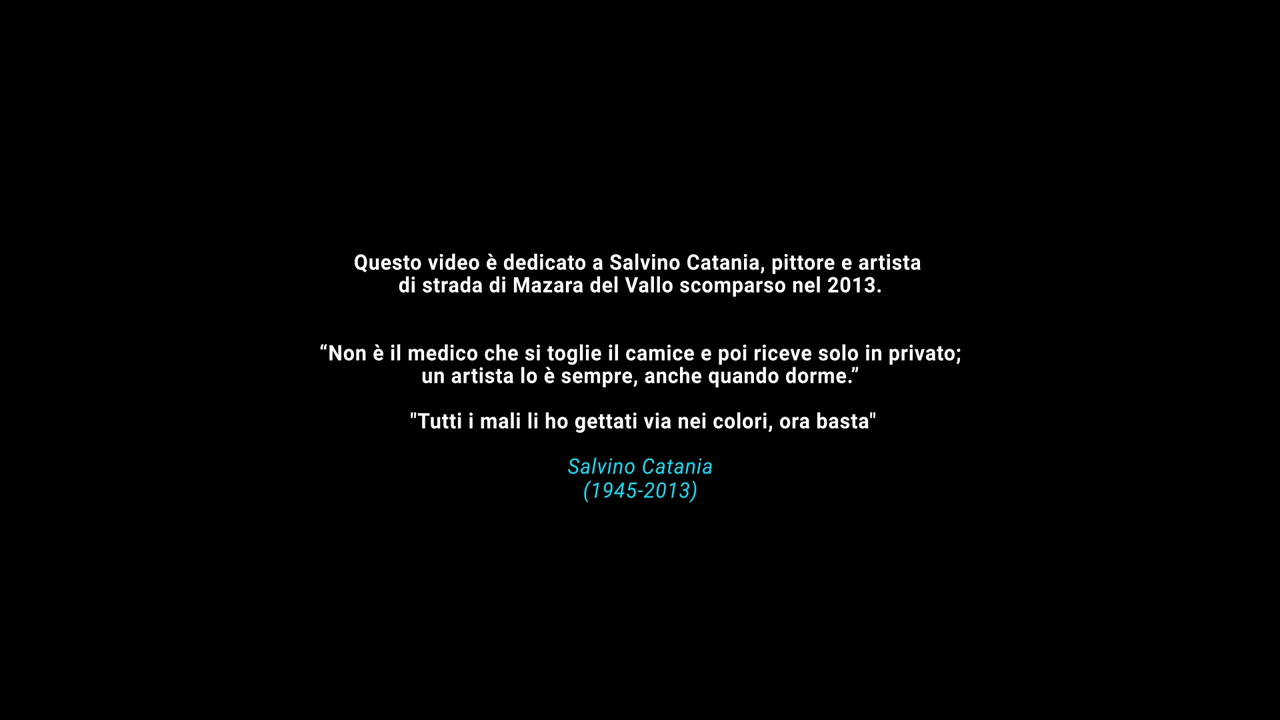 Questo video è dedicato a Salvino Catania, pittore e artista
di strada di Mazara del Vallo scomparso nel 2013.
“Non è il medico che si toglie il camice e poi riceve solo in privato;
un artista lo è sempre, anche quando dorme.”
"Tutti i mali li ho gettati via nei colori, ora basta"
Salvino Catania
(1945-2013)